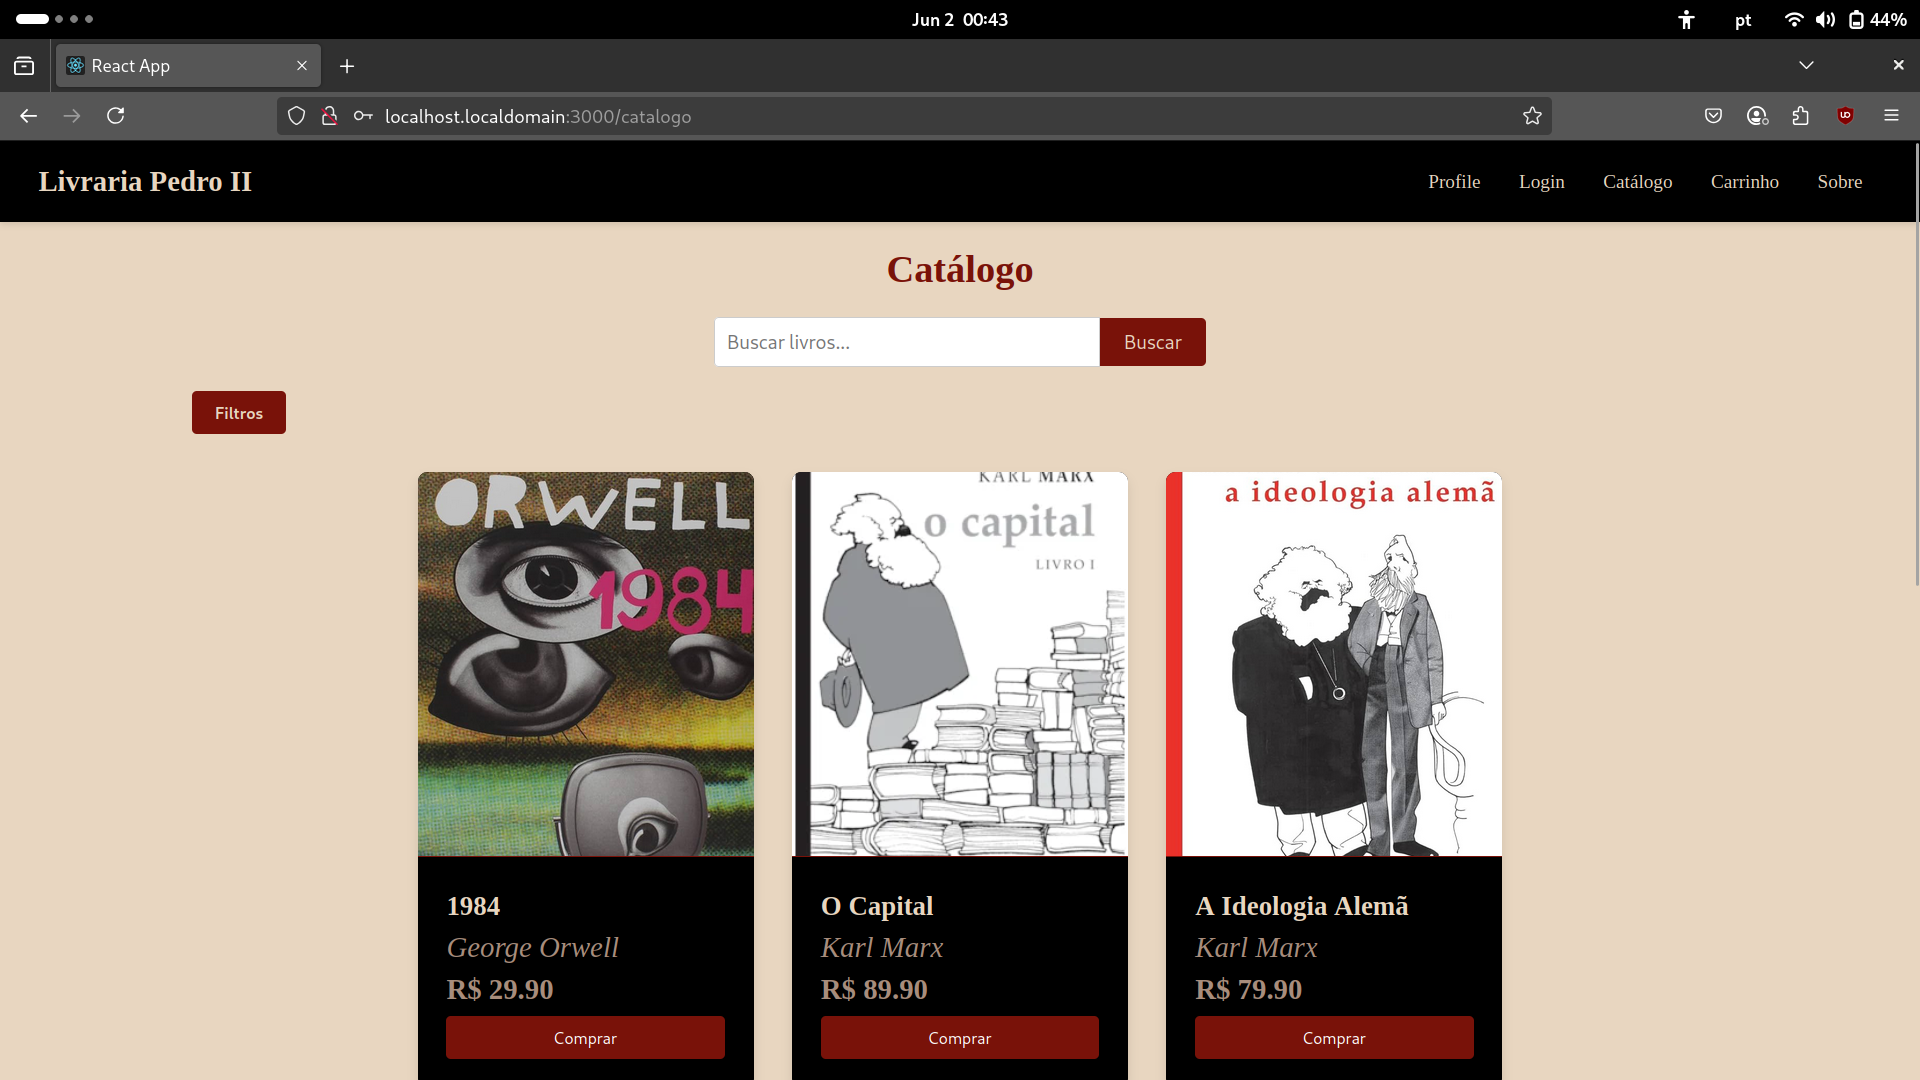 Jun 2 00:43
pt
44%
React App
localhost.localdomain:3000/catalogo
Livraria Pedro II
Profile Login Catálogo Carrinho Sobre
Catálogo
Buscar livros...
Buscar
Filtros
ORWELL
1984
1984
George Orwell
R$ 29.90
Comprar
KARL MARX
o capital
LIVRO I
O Capital
Karl Marx
R$ 89.90
Comprar
a ideologia alemã
A Ideologia Alemã
Karl Marx
R$ 79.90
Comprar